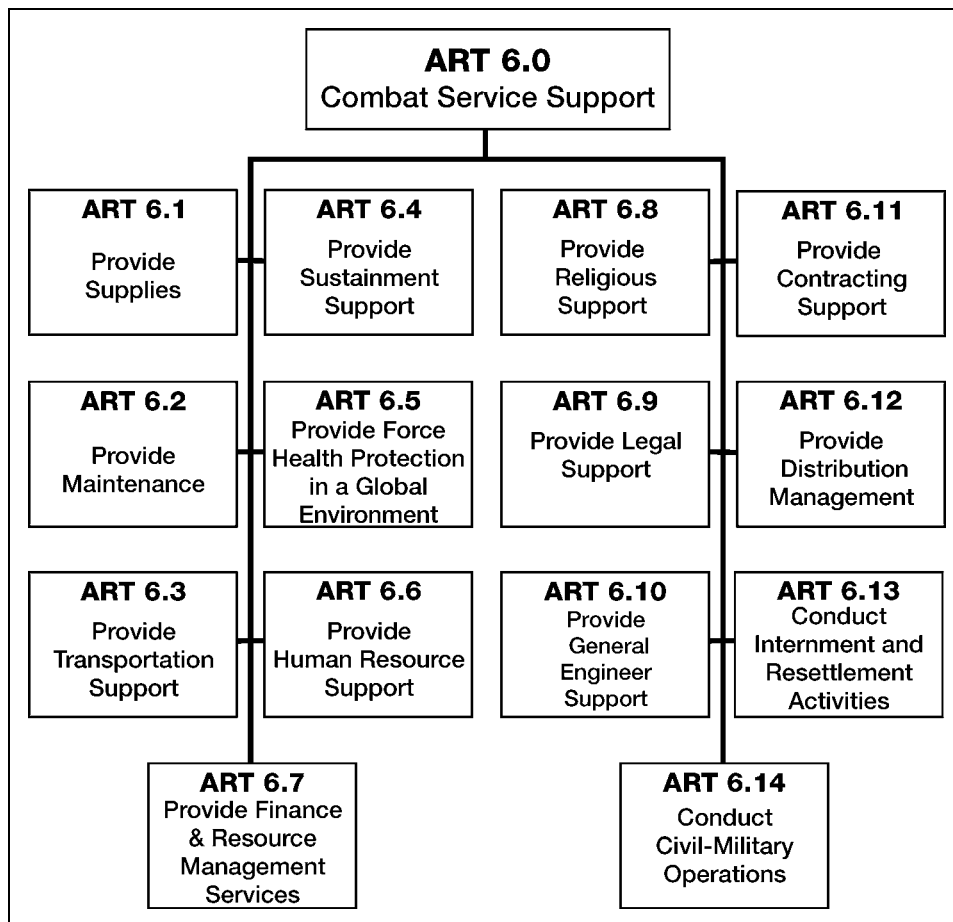 ART 6.0
Combat Service Support
ART 6.1
Provide
Supplies
ART 6.4
Provide
Sustainment
Support
ART 6.8
Provide
Religious
Support
ART 6.11
Provide
Contracting
Support
ART 6.2
Provide
Maintenance
ART 6.5
Provide Force
Health Protection
in a Global
Environment
ART 6.9
Provide Legal
Support
ART 6.12
Provide
Distribution
Management
ART 6.3
Provide
Transportation
Support
ART 6.6
Provide
Human Resource
Support
ART 6.10
Provide
General
Engineer
Support
ART 6.13
Conduct
Internment and
Resettlement
Activities
ART 6.7
Provide Finance
& Resource
Management
Services
ART 6.14
Conduct
Civil-Military
Operations